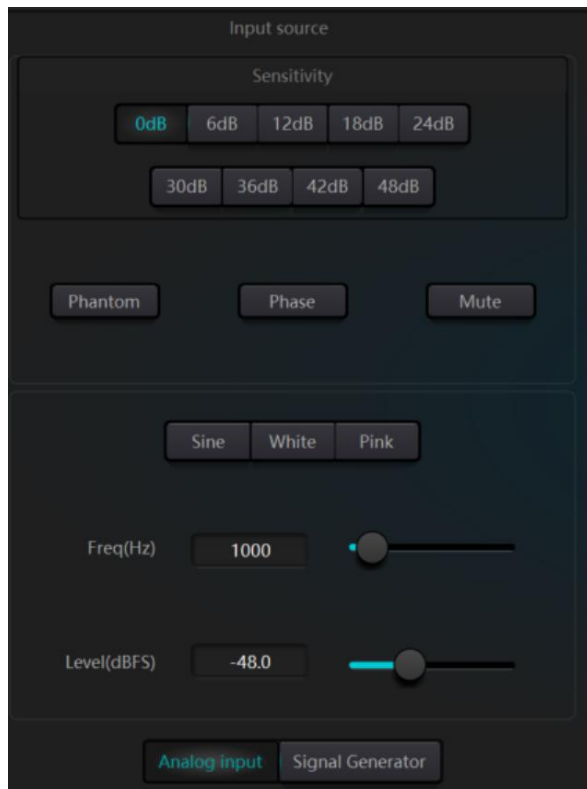 Input source
Sensitivity
0dB 6dB 12dB 18dB 24dB
30dB 36dB 42dB 48dB
Phantom Phase Mute
Sine White Pink
Freq(Hz) 1000
Level(dBFS) -48.0
Analog input Signal Generator